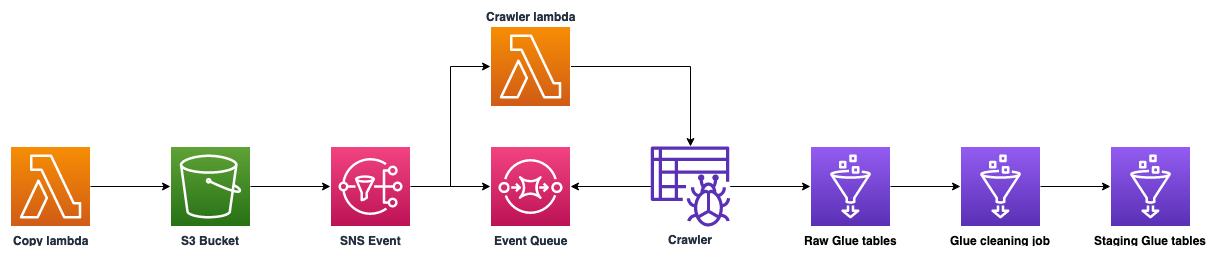 Crawler lambda
Copy lambda
S3 Bucket
SNS Event
Event Queue
Crawler
Raw Glue tables
Glue cleaning job
Staging Glue tables